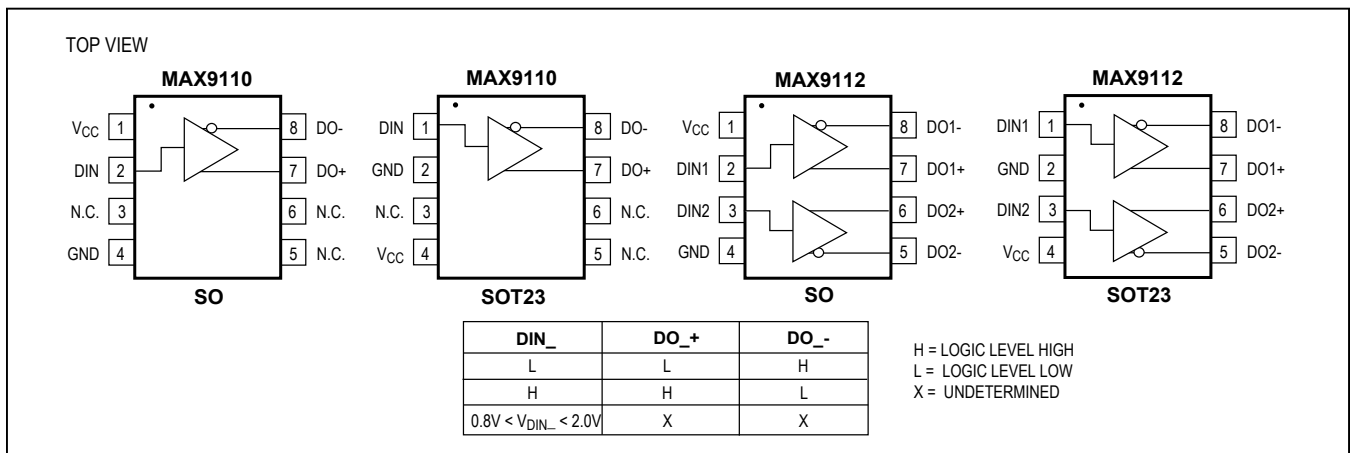 TOP VIEW
MAX9110
VCC 1
DIN 2
N.C. 3
GND 4
8 DO-
7 DO+
6 N.C.
5 N.C.
SO
MAX9110
DIN 1
GND 2
N.C. 3
VCC 4
8 DO-
7 DO+
6 N.C.
5 N.C.
SOT23
MAX9112
VCC 1
DIN1 2
DIN2 3
GND 4
8 DO1-
7 DO1+
6 DO2+
5 DO2-
SO
MAX9112
DIN1 1
GND 2
DIN2 3
VCC 4
8 DO1-
7 DO1+
6 DO2+
5 DO2-
SOT23
DIN_ DO_+ DO_-
L L H
H H L
0.8V < VDIN_ < 2.0V X X
H = LOGIC LEVEL HIGH
L = LOGIC LEVEL LOW
X = UNDETERMINED